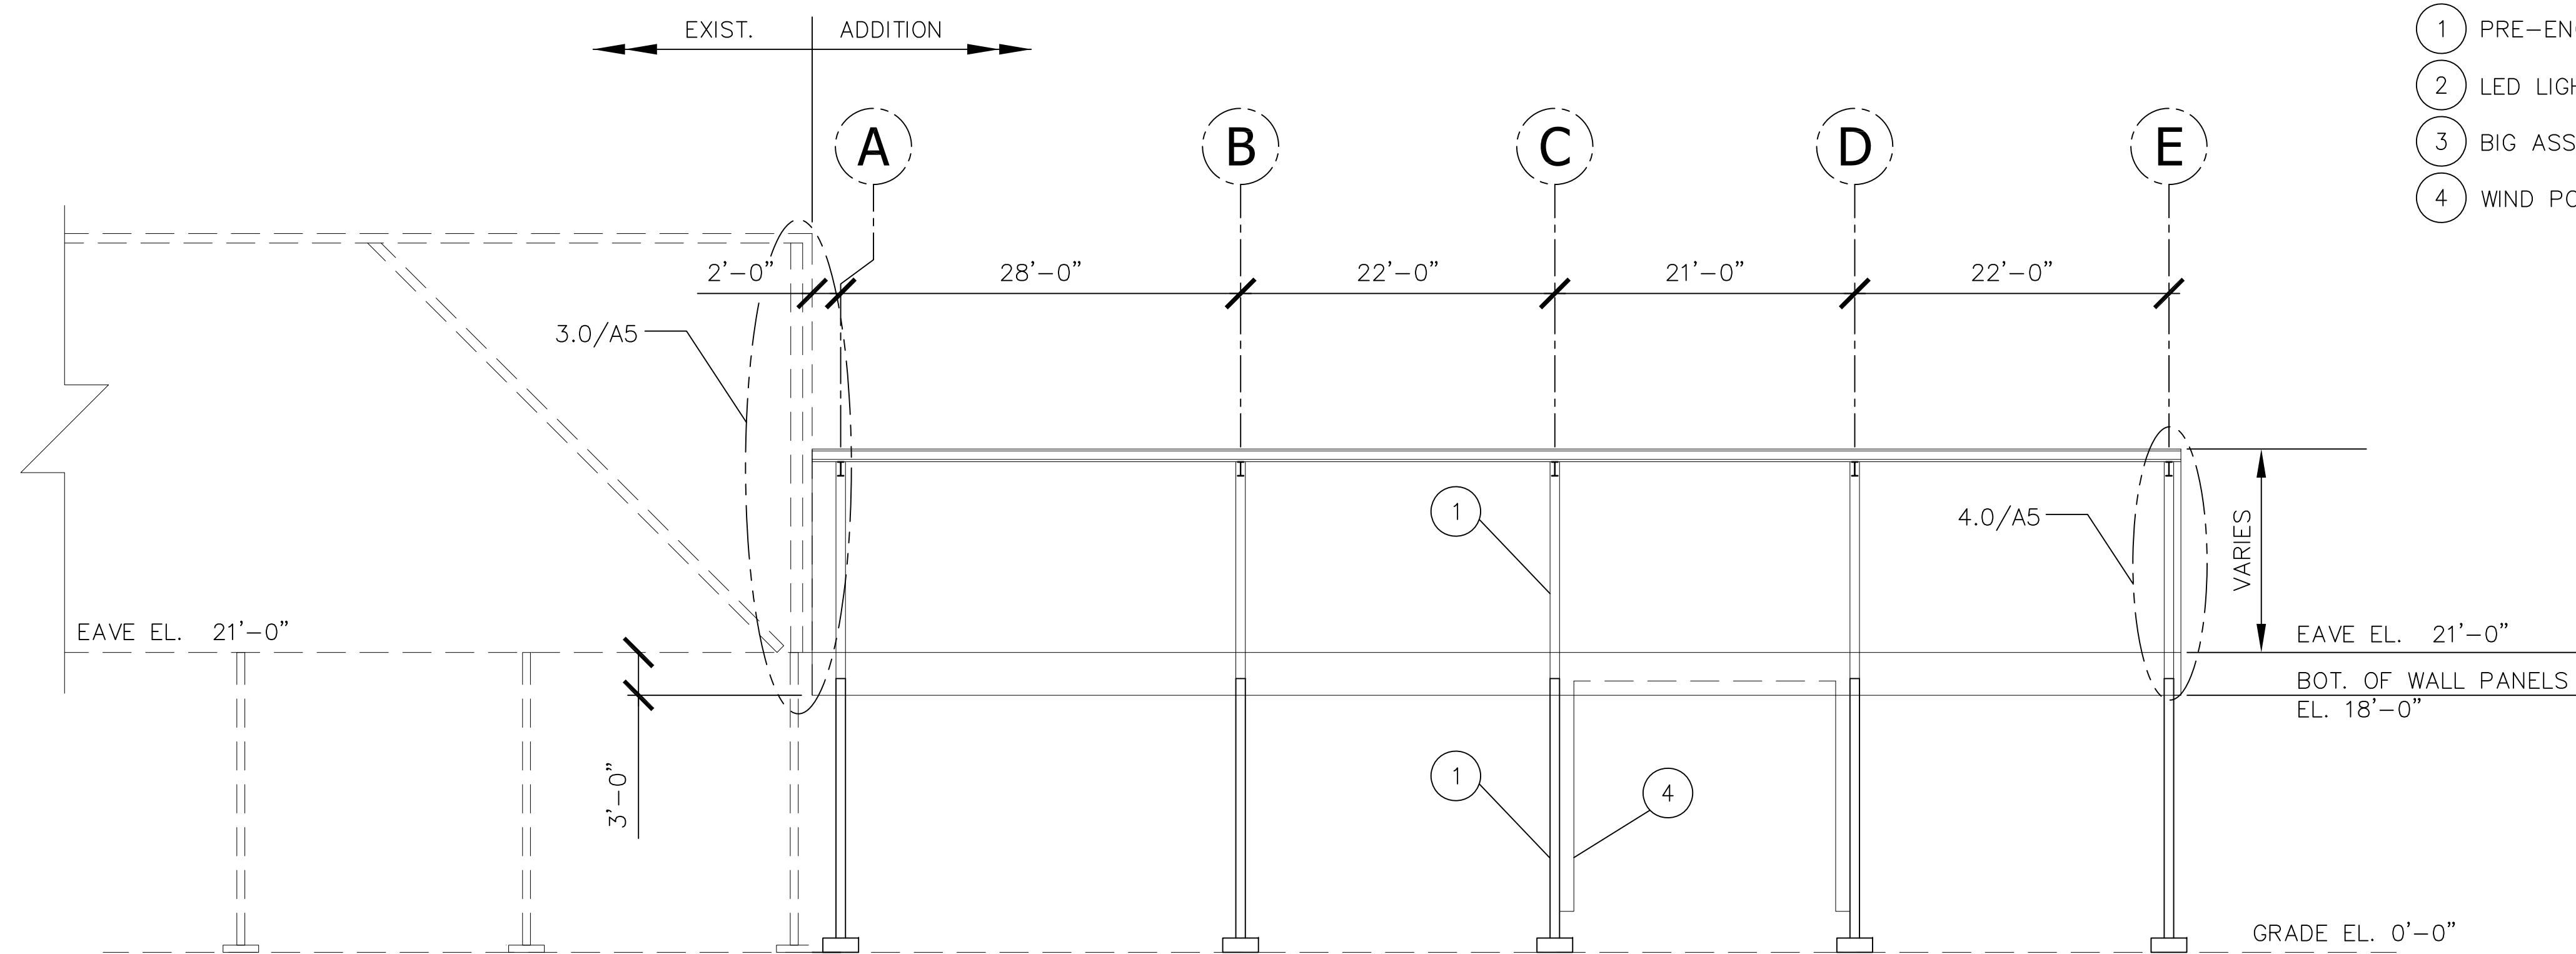 EXIST. ADDITION
1 PRE-EN
2 LED LIGH
3 BIG ASS
4 WIND PO
A B C D E
2'-0" 28'-0" 22'-0" 21'-0" 22'-0"
3.0/A5
1
4.0/A5
VARIES
EAVE EL. 21'-0"
EAVE EL. 21'-0"
BOT. OF WALL PANELS
EL. 18'-0"
3'-0"
1
4
GRADE EL. 0'-0"